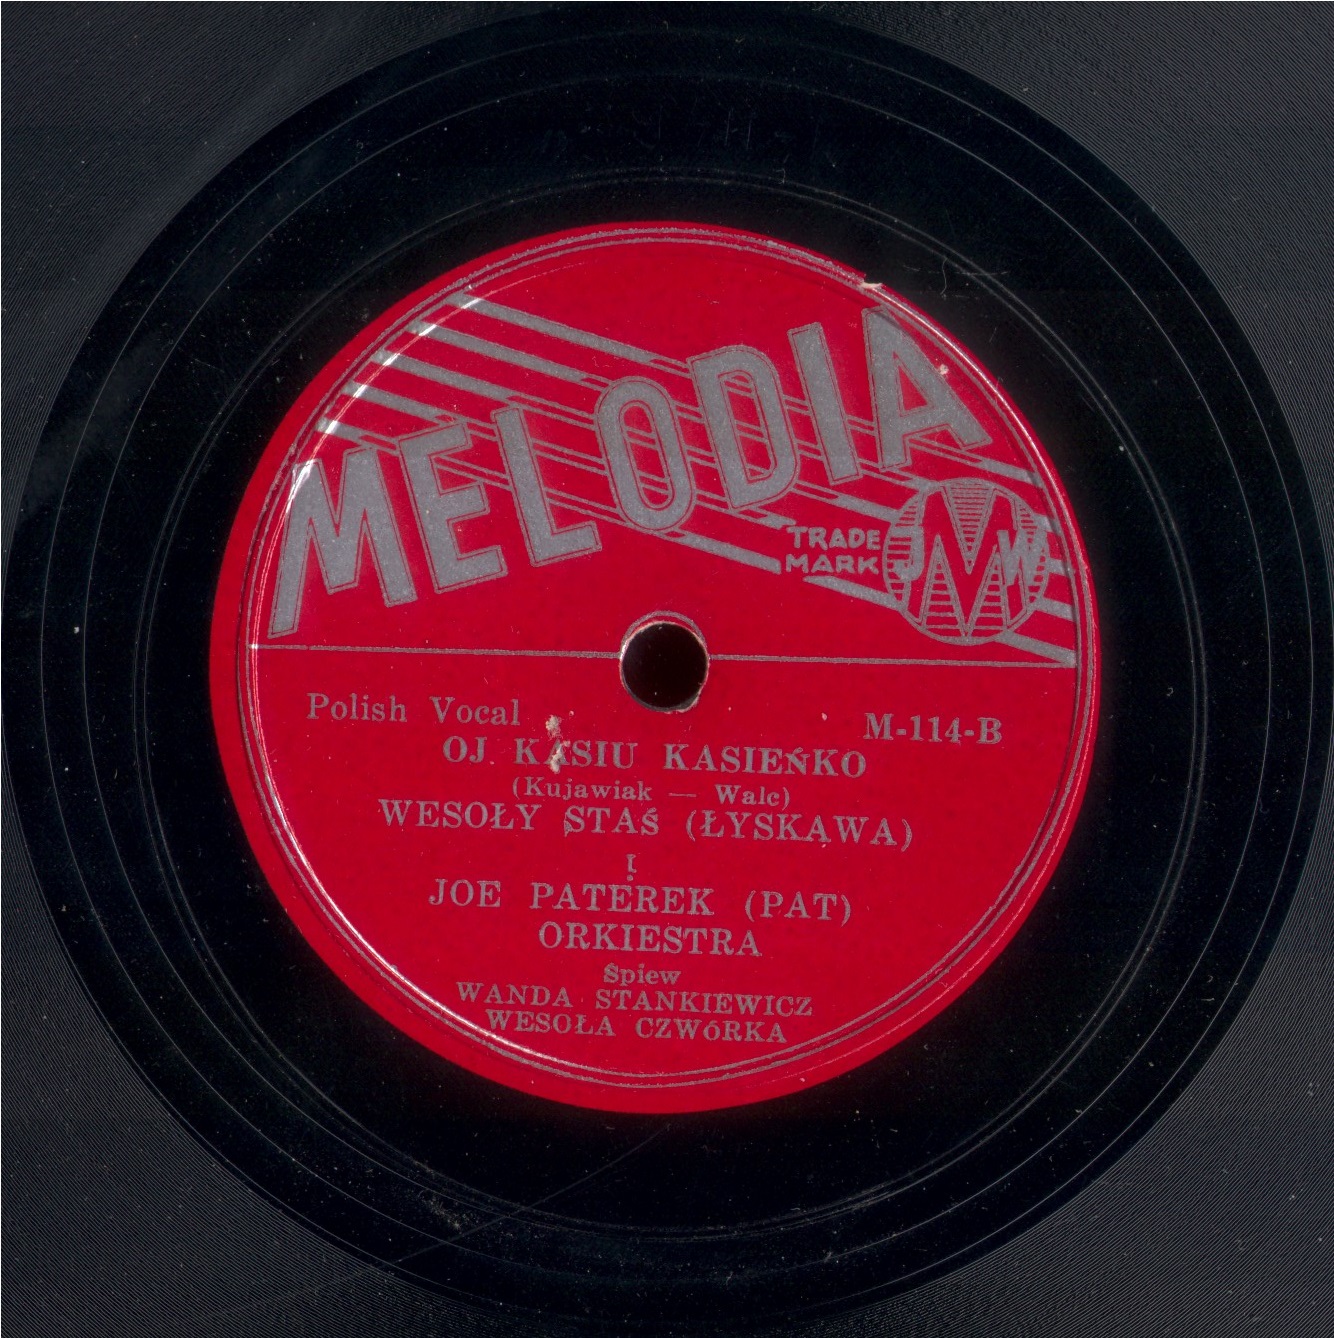 MELODIA
TRADE
MARK
JMW
Polish Vocal
M-114-B
OJ KASIU KASIEŃKO
(Kujawiak — Walc)
WESOŁY STAŚ (ŁYSKAWA)
i
JOE PATEREK (PAT)
ORKIESTRA
Śpiew
WANDA STANKIEWICZ
WESOŁA CZWóRKA